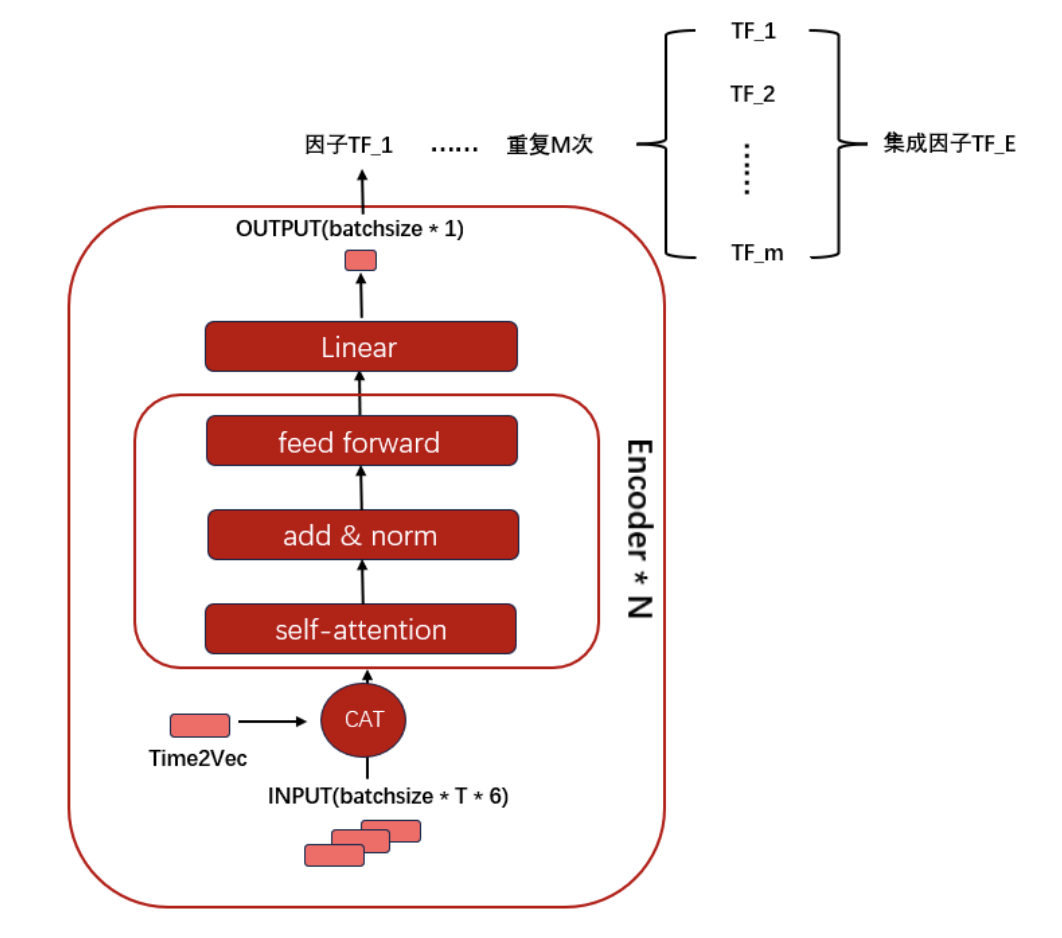 TF_1
TF_2
因子TF_1 …… 重复M次
集成因子TF_E
TF_m
OUTPUT(batchsize * 1)
Linear
feed forward
add & norm
self-attention
Encoder * N
CAT
Time2Vec
INPUT(batchsize * T * 6)